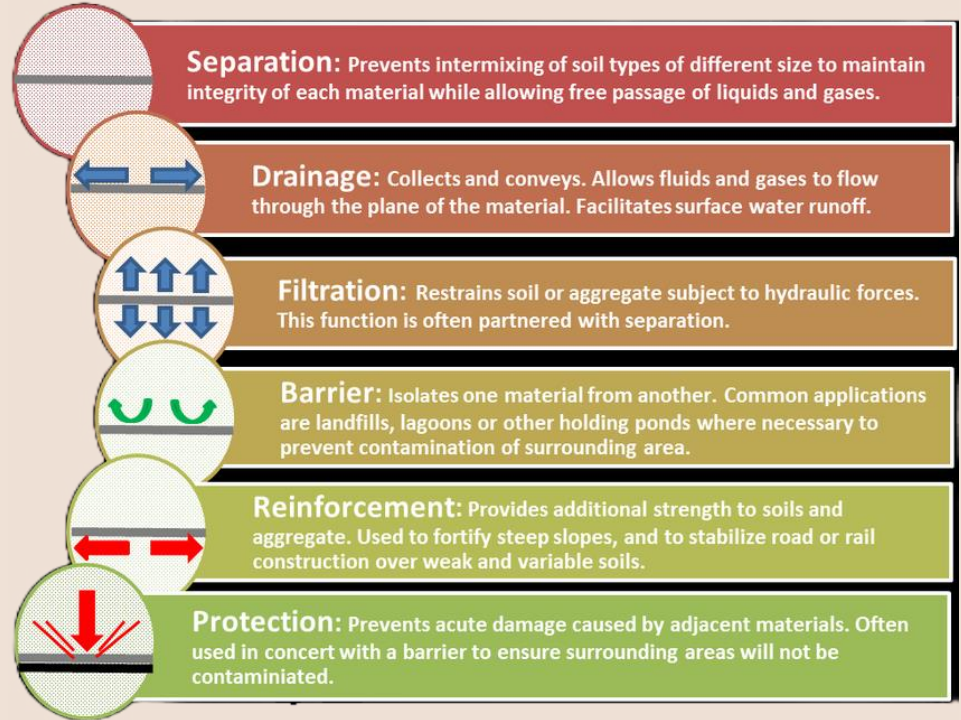 Separation: Prevents intermixing of soil types of different size to maintain
integrity of each material while allowing free passage of liquids and gases.
Drainage: Collects and conveys. Allows fluids and gases to flow
through the plane of the material. Facilitates surface water runoff.
Filtration: Restrains soil or aggregate subject to hydraulic forces.
This function is often partnered with separation.
Barrier: Isolates one material from another. Common applications
are landfills, lagoons or other holding ponds where necessary to
prevent contamination of surrounding area.
Reinforcement: Provides additional strength to soils and
aggregate. Used to fortify steep slopes, and to stabilize road or rail
construction over weak and variable soils.
Protection: Prevents acute damage caused by adjacent materials. Often
used in concert with a barrier to ensure surrounding areas will not be
contaminiated.